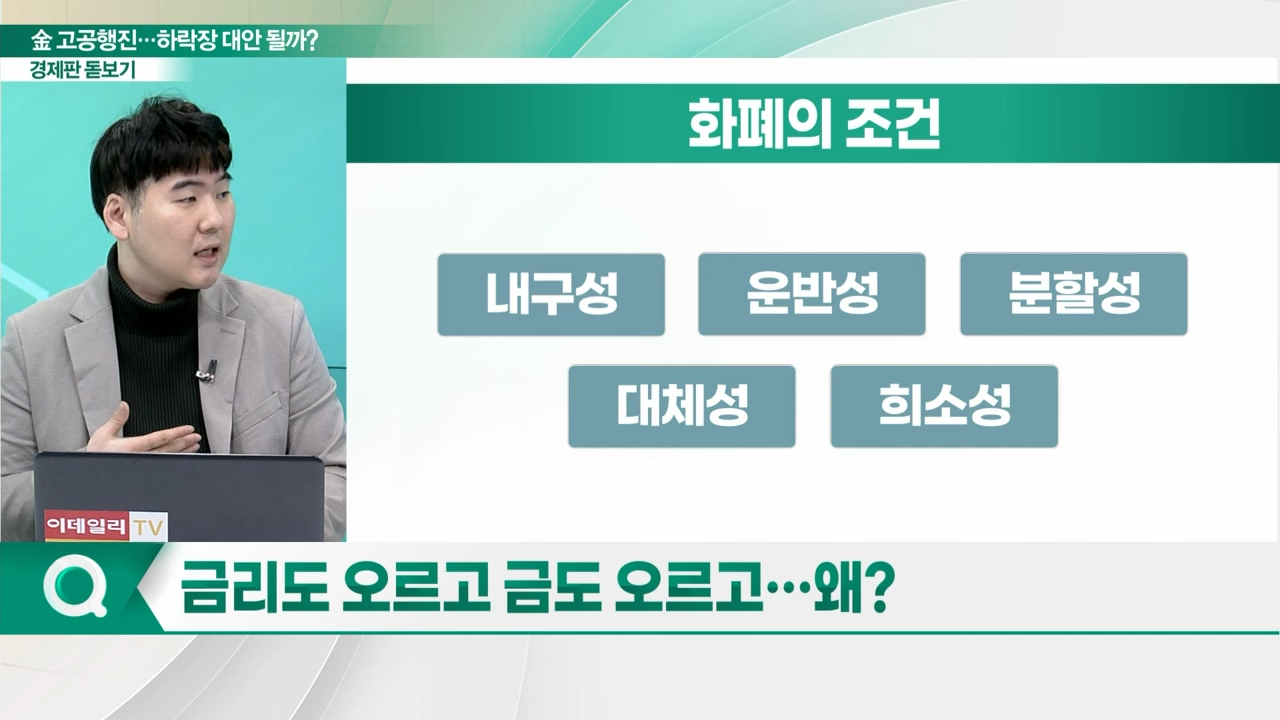 金 고공행진…하락장 대안 될까?
경제판 돋보기
화폐의 조건
내구성 운반성 분할성
대체성 희소성
이데일리 TV
Q 금리도 오르고 금도 오르고…왜?